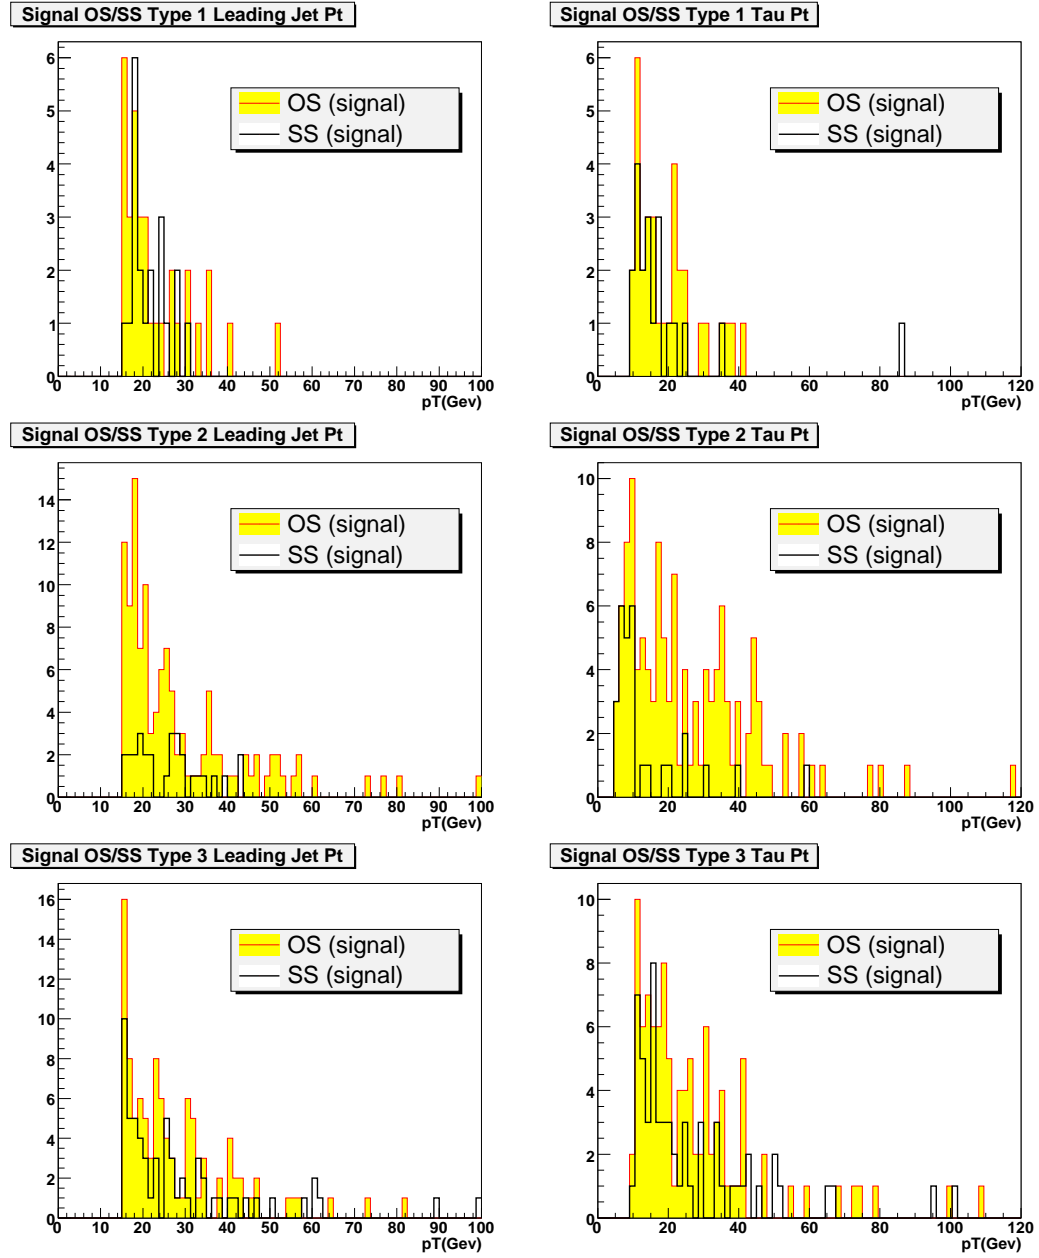 Signal OS/SS Type 1 Leading Jet Pt
6
5
4
3
2
1
0
OS (signal)
SS (signal)
0 10 20 30 40 50 60 70 80 90 100
pT(Gev)
Signal OS/SS Type 1 Tau Pt
6
5
4
3
2
1
0
OS (signal)
SS (signal)
0 20 40 60 80 100 120
pT(Gev)
Signal OS/SS Type 2 Leading Jet Pt
14
12
10
8
6
4
2
0
OS (signal)
SS (signal)
0 10 20 30 40 50 60 70 80 90 100
pT(Gev)
Signal OS/SS Type 2 Tau Pt
10
8
6
4
2
0
OS (signal)
SS (signal)
0 20 40 60 80 100 120
pT(Gev)
Signal OS/SS Type 3 Leading Jet Pt
16
14
12
10
8
6
4
2
0
OS (signal)
SS (signal)
0 10 20 30 40 50 60 70 80 90 100
pT(Gev)
Signal OS/SS Type 3 Tau Pt
10
8
6
4
2
0
OS (signal)
SS (signal)
0 20 40 60 80 100 120
pT(Gev)